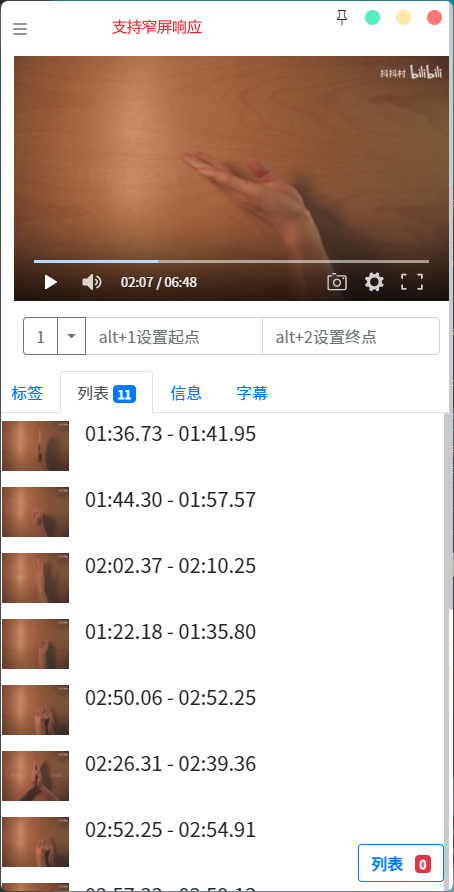 支持窄屏响应
抖抖村 bilibili
02:07 / 06:48
1 alt+1设置起点 alt+2设置终点
标签 列表 11 信息 字幕
01:36.73 - 01:41.95
01:44.30 - 01:57.57
02:02.37 - 02:10.25
01:22.18 - 01:35.80
02:50.06 - 02:52.25
02:26.31 - 02:39.36
02:52.25 - 02:54.91
列表 0